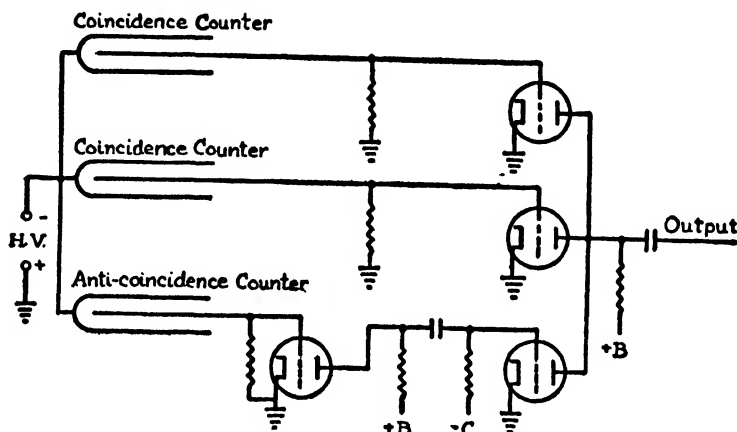 Coincidence Counter
Coincidence Counter
-
H.V.
+
Output
Anti-coincidence Counter
+B
+B
-C